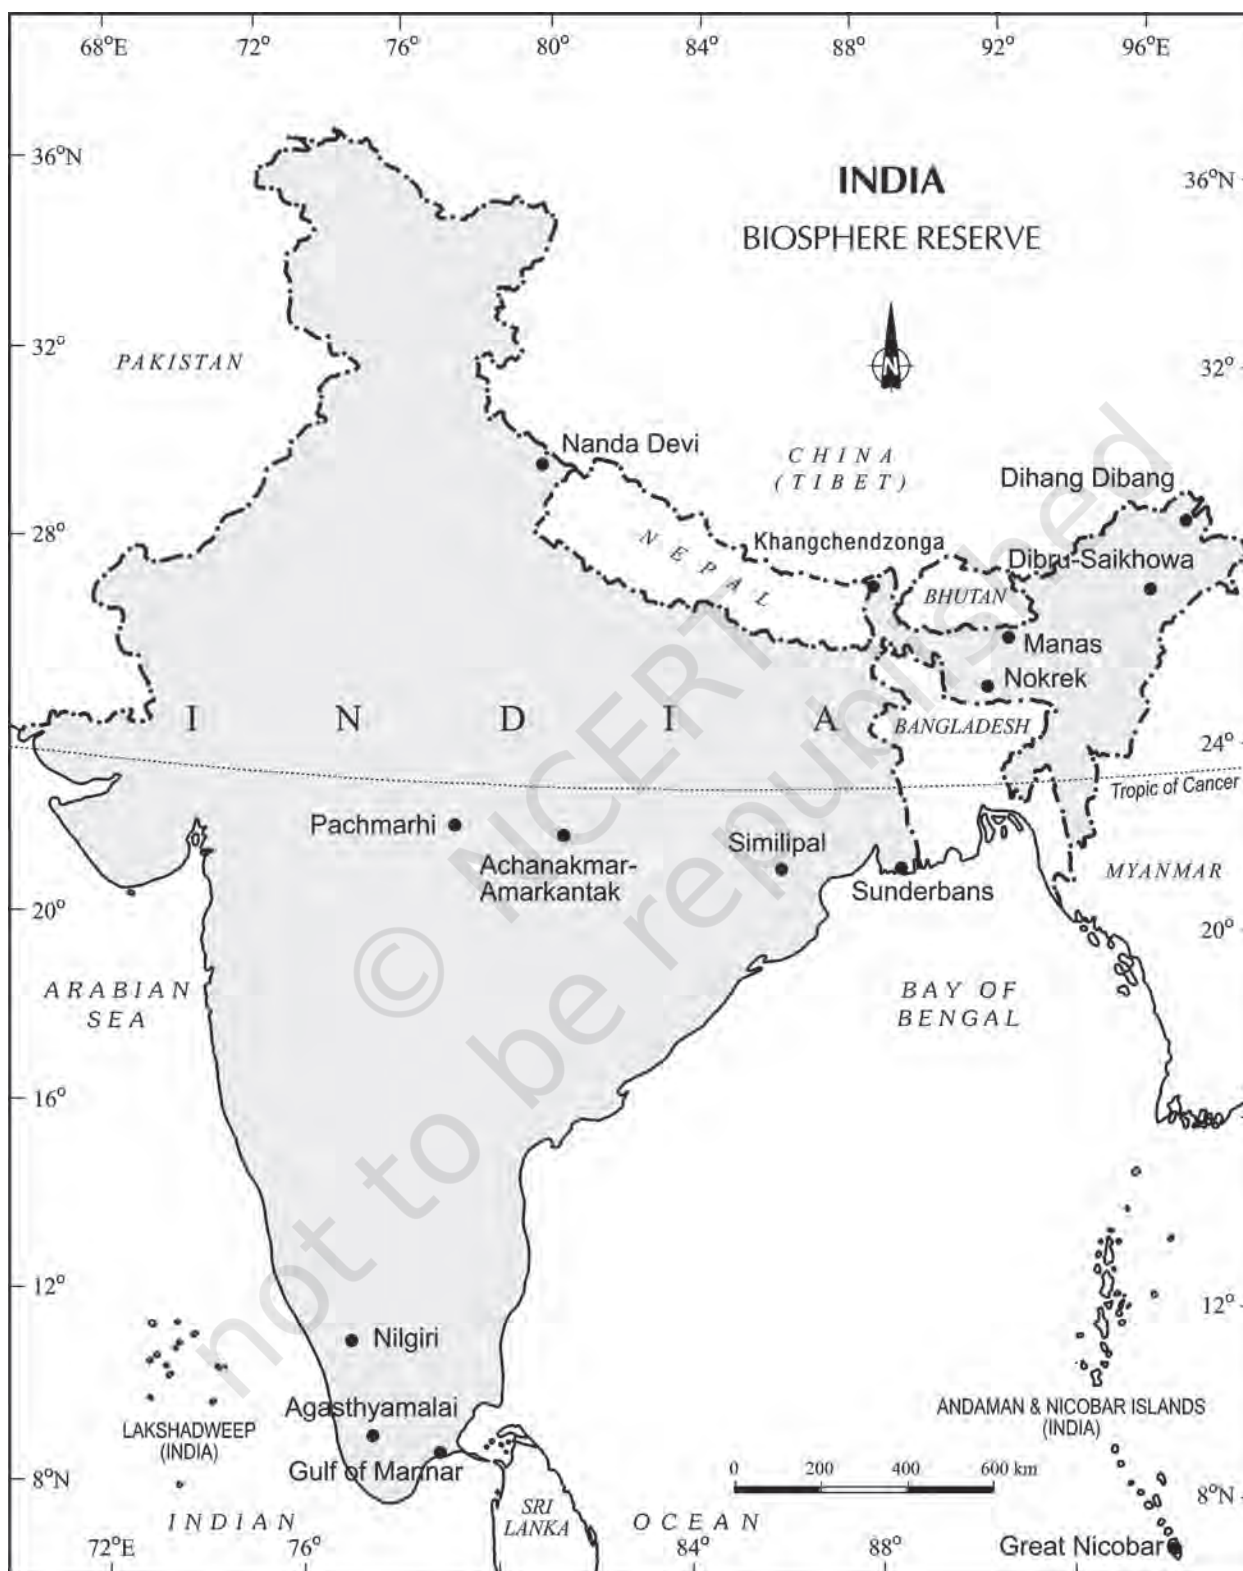 68°E 72° 76° 80° 84° 88° 92° 96°E
36°N
INDIA
36°N
BIOSPHERE RESERVE
N
32°
PAKISTAN
32°
Nanda Devi
CHINA
(TIBET)
Dihang Dibang
28°
NEPAL
Khangchendzonga
Dibru-Saikhowa
BHUTAN
Manas
Nokrek
INDIA
BANGLADESH
24°
Tropic of Cancer
Pachmarhi
Achanakmar-
Amarkantak
Similipal
MYANMAR
Sunderbans
20°
20°
ARABIAN
SEA
BAY OF
BENGAL
16°
12°
12°
Nilgiri
Agasthyamalai
LAKSHADWEEP
(INDIA)
ANDAMAN & NICOBAR ISLANDS
(INDIA)
Gulf of Mannar
8°N
0 200 400 600 km
8°N
SRI
LANKA
INDIAN OCEAN
72°E 76° 84° 88°
Great Nicobar
© NCERT
not to be republished